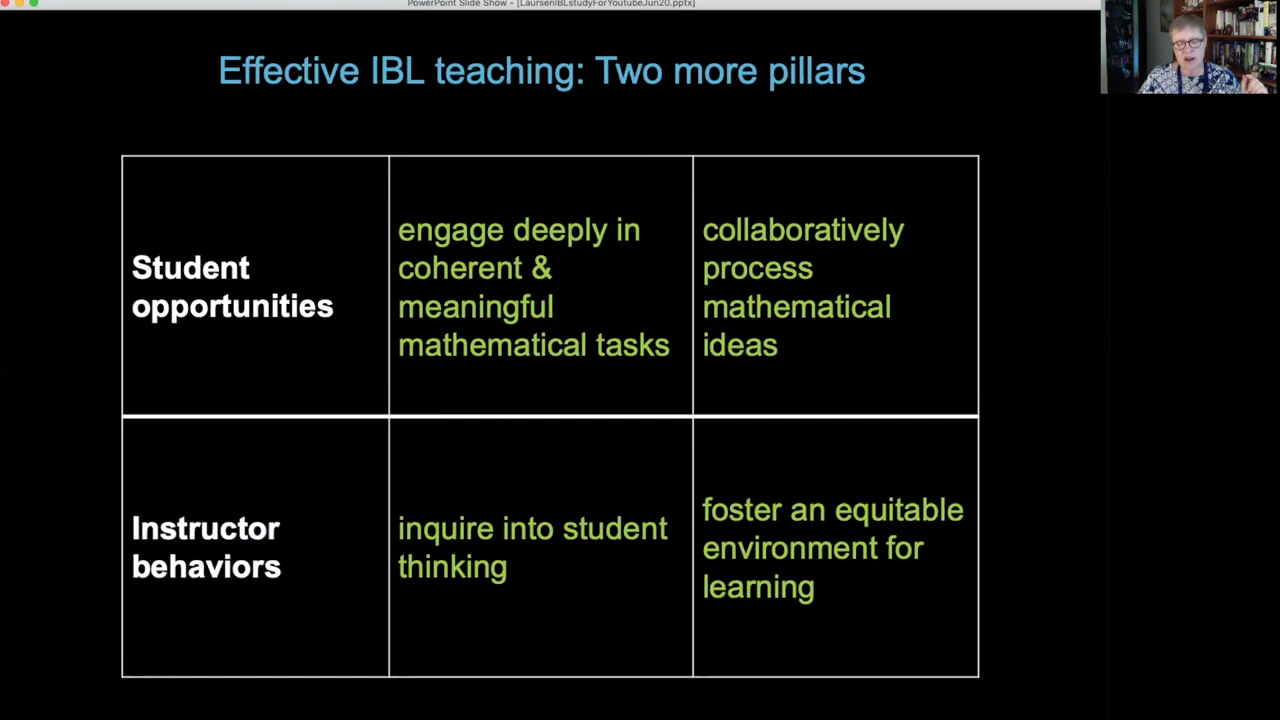 PowerPoint Slide Show - [LaursenIBLstudyForYoutubeJun20.pptx]
Effective IBL teaching: Two more pillars
Student
opportunities
engage deeply in
coherent &
meaningful
mathematical tasks
collaboratively
process
mathematical
ideas
Instructor
behaviors
inquire into student
thinking
foster an equitable
environment for
learning